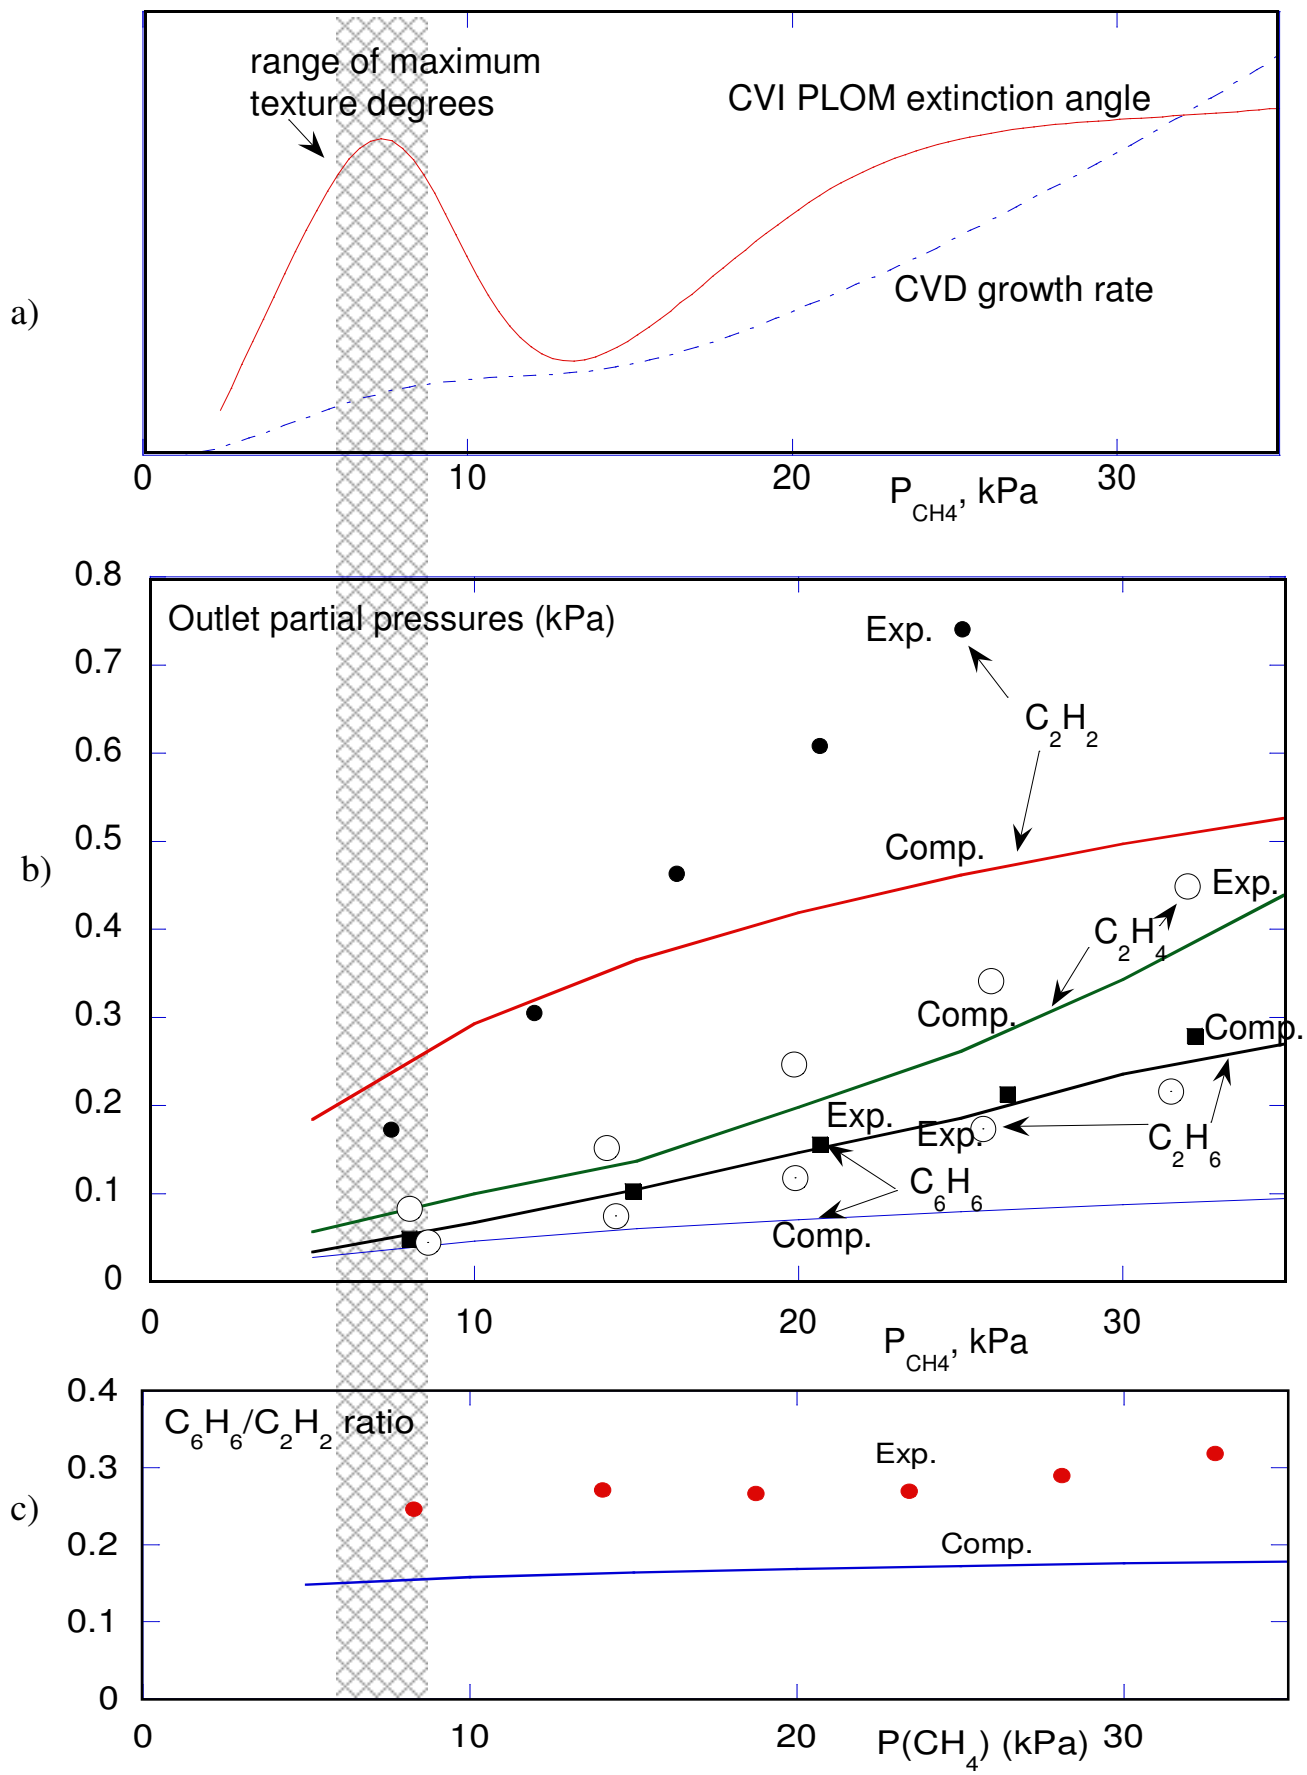 range of maximum
texture degrees
CVI PLOM extinction angle
CVD growth rate
a)
0 10 20 30
P_CH4, kPa
0.8
Outlet partial pressures (kPa)
Exp.
0.7
C2H2
0.6
0.5
Comp.
b)
Exp.
0.4
C2H4
0.3
Comp.
Comp.
0.2
Exp.
Exp.
C2H6
0.1
C6H6
Comp.
0
0 10 20 30
P_CH4, kPa
0.4
C6H6/C2H2 ratio
Exp.
0.3
c)
0.2
Comp.
0.1
0
0 10 20 30
P(CH4) (kPa)